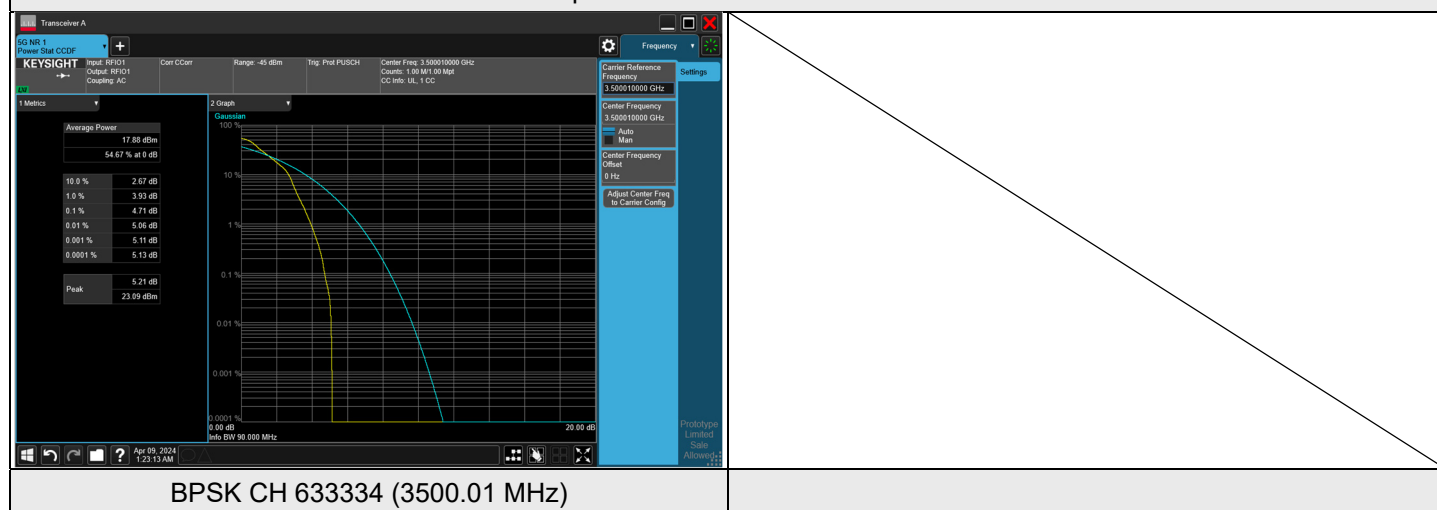 Transceiver A
5G NR 1
Power Stat CCDF
Frequency
KEYSIGHT
LXI
Input: RFIO1
Output: RFIO1
Coupling: AC
Corr CCorr
Range: -45 dBm
Trig: Prot PUSCH
Center Freq: 3.500010000 GHz
Counts: 1.00 M/1.00 Mpt
CC Info: UL, 1 CC
1 Metrics
Average Power
17.88 dBm
54.67 % at 0 dB
10.0 % 2.67 dB
1.0 % 3.93 dB
0.1 % 4.71 dB
0.01 % 5.06 dB
0.001 % 5.11 dB
0.0001 % 5.13 dB
Peak
5.21 dB
23.09 dBm
2 Graph
Gaussian
100 %
10 %
1 %
0.1 %
0.01 %
0.001 %
0.0001 %
0.00 dB
20.00 dB
Info BW 90.000 MHz
Carrier Reference
Frequency
3.500010000 GHz
Center Frequency
3.500010000 GHz
Auto
Man
Center Frequency
Offset
0 Hz
Adjust Center Freq
to Carrier Config
Settings
Prototype
Limited
Sale
Allowed
?
Apr 09, 2024
1:23:13 AM
BPSK CH 633334 (3500.01 MHz)